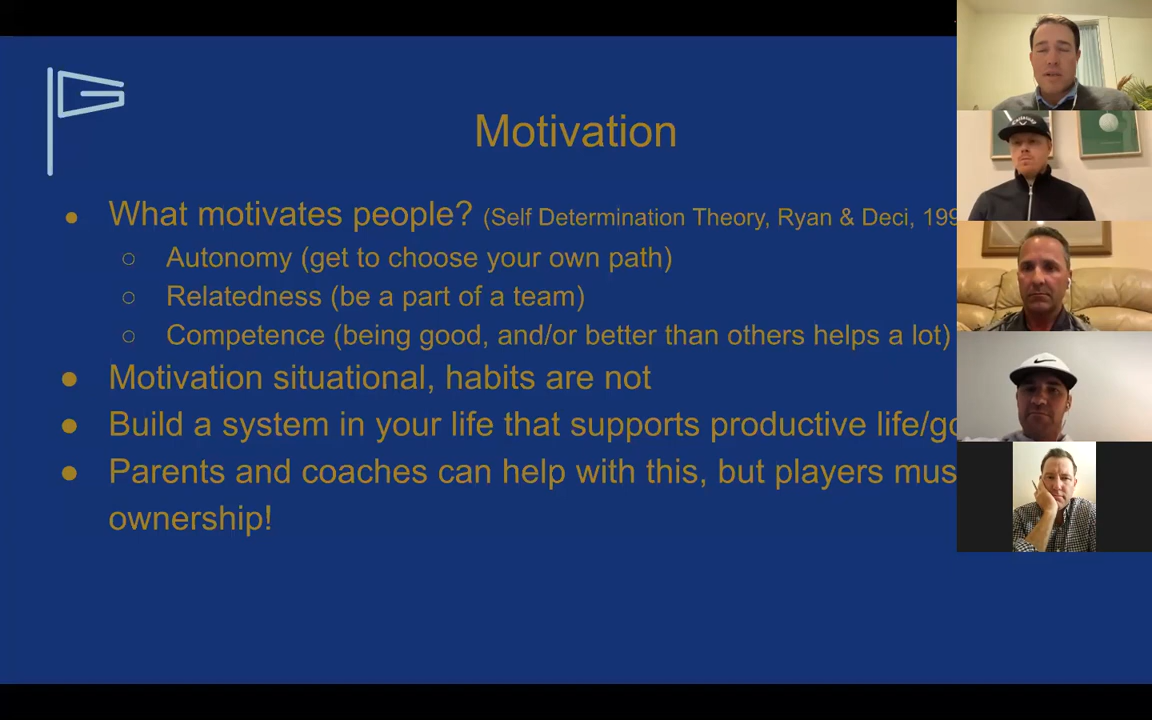 Motivation
● What motivates people? (Self Determination Theory, Ryan & Deci, 199
○ Autonomy (get to choose your own path)
○ Relatedness (be a part of a team)
○ Competence (being good, and/or better than others helps a lot)
● Motivation situational, habits are not
● Build a system in your life that supports productive life/go
● Parents and coaches can help with this, but players mus
ownership!